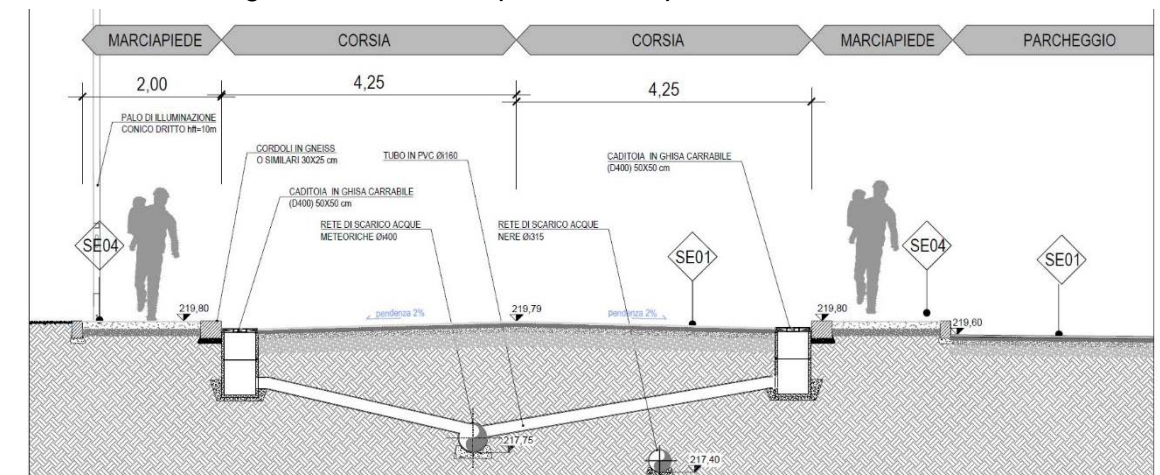 MARCIAPIEDE
CORSIA
CORSIA
MARCIAPIEDE
PARCHEGGIO
2,00
4,25
4,25
PALO DI ILLUMINAZIONE
CONICO DRITTO hft=10m
CORDOLI IN GNEISS
O SIMILARI 30X25 cm
TUBO IN PVC Øi160
CADITOIA IN GHISA CARRABILE
(D400) 50X50 cm
CADITOIA IN GHISA CARRABILE
(D400) 50X50 cm
RETE DI SCARICO ACQUE
METEORICHE Øi400
RETE DI SCARICO ACQUE
NERE Øi315
SE04
SE01
SE04
SE01
219,80
pendenza 2%
219,79
pendenza 2%
219,80
219,60
217,75
217,40